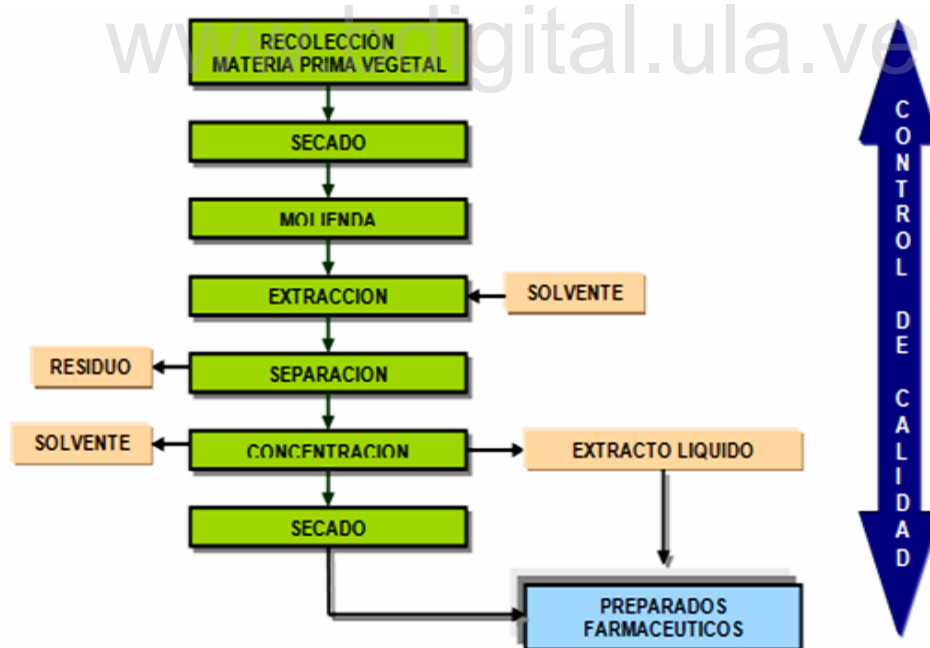 www.bdigital.ula.ve
RECOLECCIÓN
MATERIA PRIMA VEGETAL
SECADO
MOLIENDA
EXTRACCION
SOLVENTE
RESIDUO
SEPARACION
SOLVENTE
CONCENTRACION
EXTRACTO LIQUIDO
SECADO
PREPARADOS
FARMACEUTICOS
CONTROL DE CALIDAD